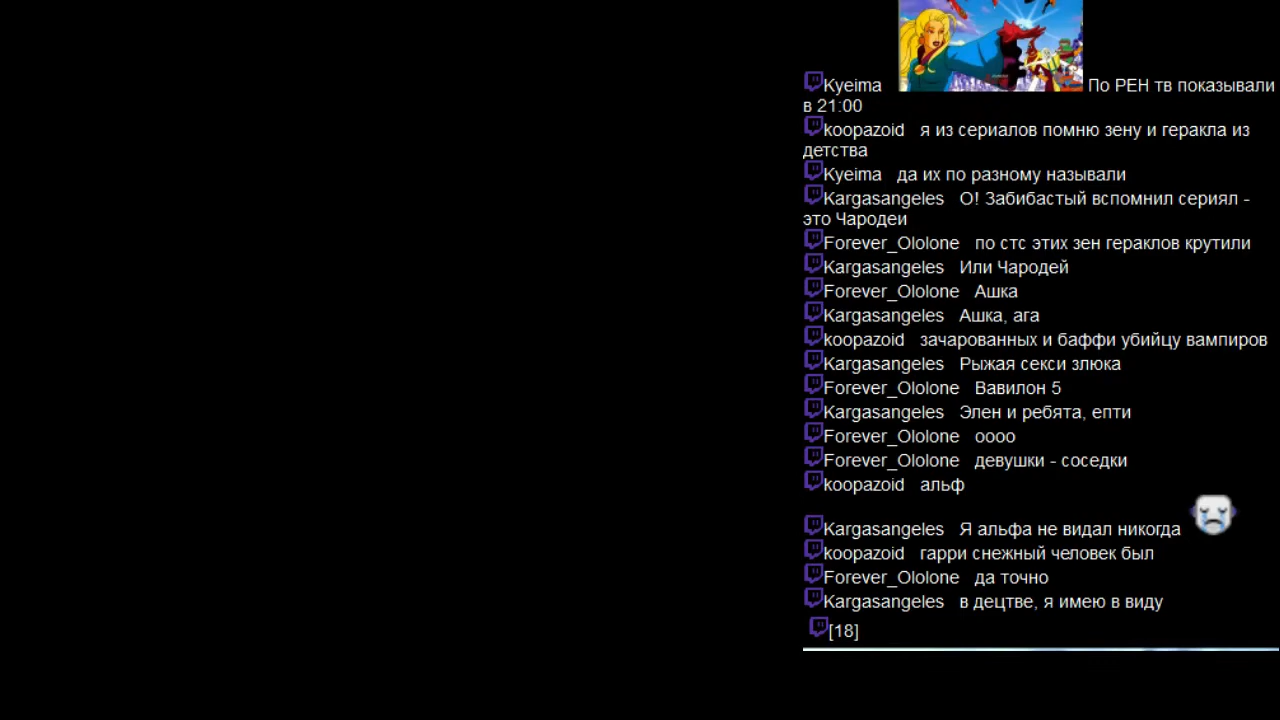 Kyeima По РЕН тв показывали
в 21:00
koopazoid я из сериалов помню зену и геракла из
детства
Kyeima да их по разному называли
Kargasangeles О! Забибастый вспомнил сериял -
это Чародеи
Forever_Ololone по стс этих зен гераклов крутили
Kargasangeles Или Чародей
Forever_Ololone Ашка
Kargasangeles Ашка, ага
koopazoid зачарованных и баффи убийцу вампиров
Kargasangeles Рыжая секси злюка
Forever_Ololone Вавилон 5
Kargasangeles Элен и ребята, епти
Forever_Ololone оооо
Forever_Ololone девушки - соседки
koopazoid альф
Kargasangeles Я альфа не видал никогда
koopazoid гарри снежный человек был
Forever_Ololone да точно
Kargasangeles в децтве, я имею в виду
[18]